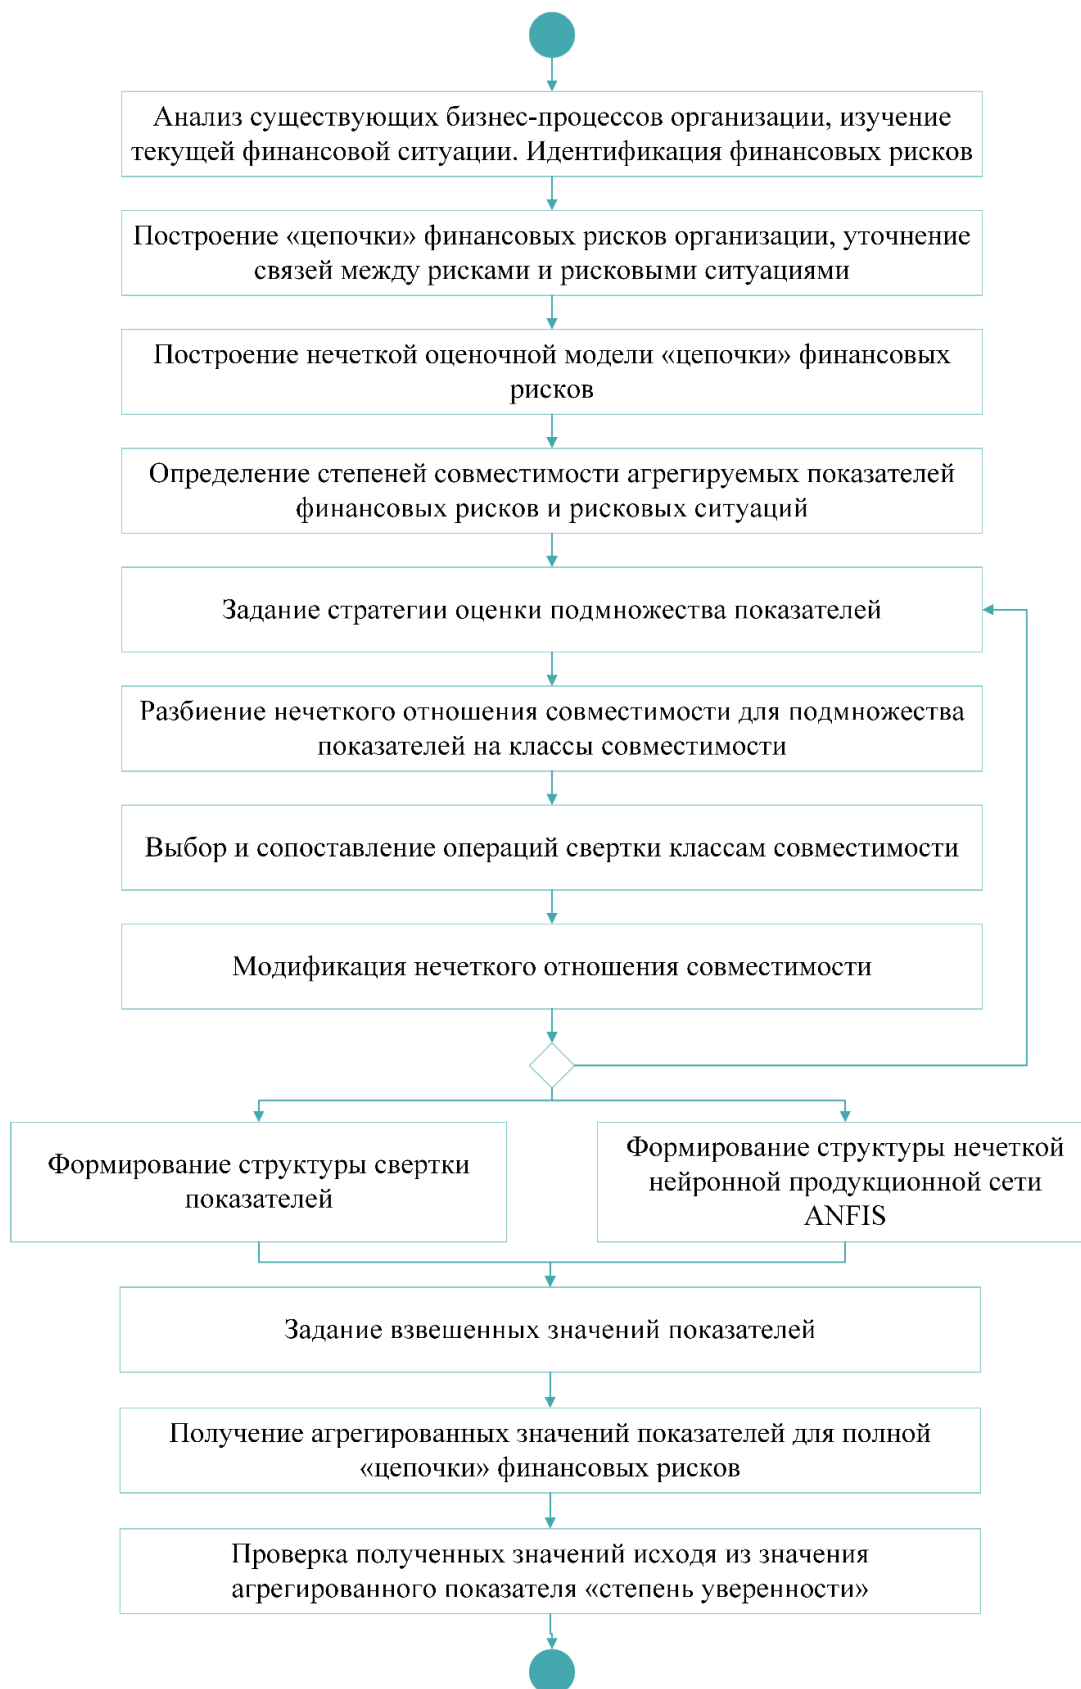 Анализ существующих бизнес-процессов организации, изучение
текущей финансовой ситуации. Идентификация финансовых рисков
Построение «цепочки» финансовых рисков организации, уточнение
связей между рисками и рисковыми ситуациями
Построение нечеткой оценочной модели «цепочки» финансовых
рисков
Определение степеней совместимости агрегируемых показателей
финансовых рисков и рисковых ситуаций
Задание стратегии оценки подмножества показателей
Разбиение нечеткого отношения совместимости для подмножества
показателей на классы совместимости
Выбор и сопоставление операций свертки классам совместимости
Модификация нечеткого отношения совместимости
Формирование структуры свертки
показателей
Формирование структуры нечеткой
нейронной продукционной сети
ANFIS
Задание взвешенных значений показателей
Получение агрегированных значений показателей для полной
«цепочки» финансовых рисков
Проверка полученных значений исходя из значения
агрегированного показателя «степень уверенности»